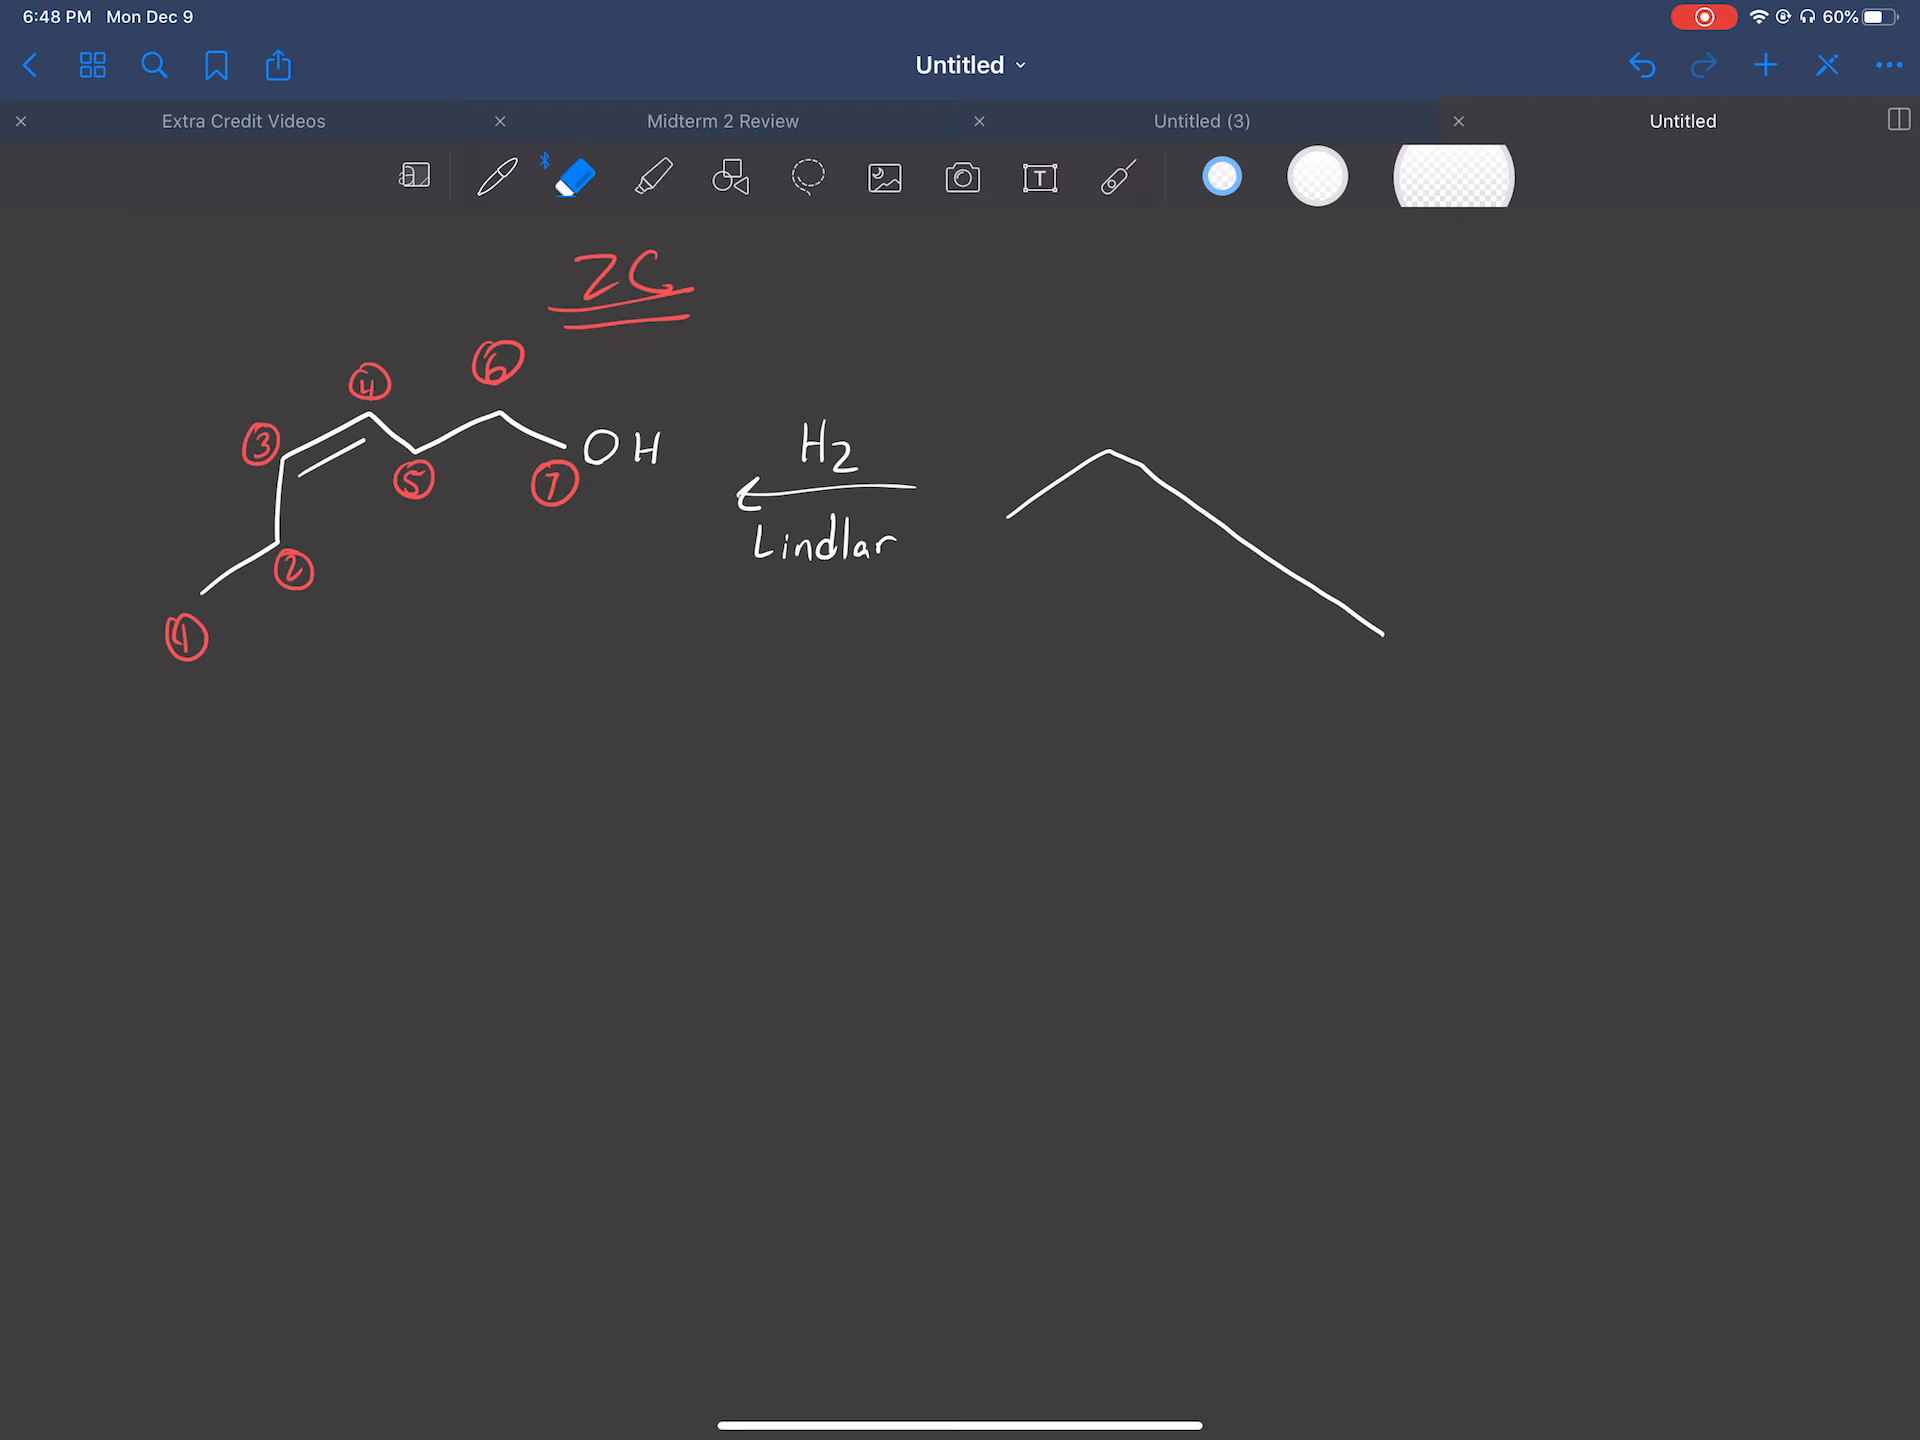 6:48 PM Mon Dec 9
60%
Untitled
Extra Credit Videos
Midterm 2 Review
Untitled (3)
Untitled
T
2C
6
4
3
5
OH
7
H2
Lindlar
2
1